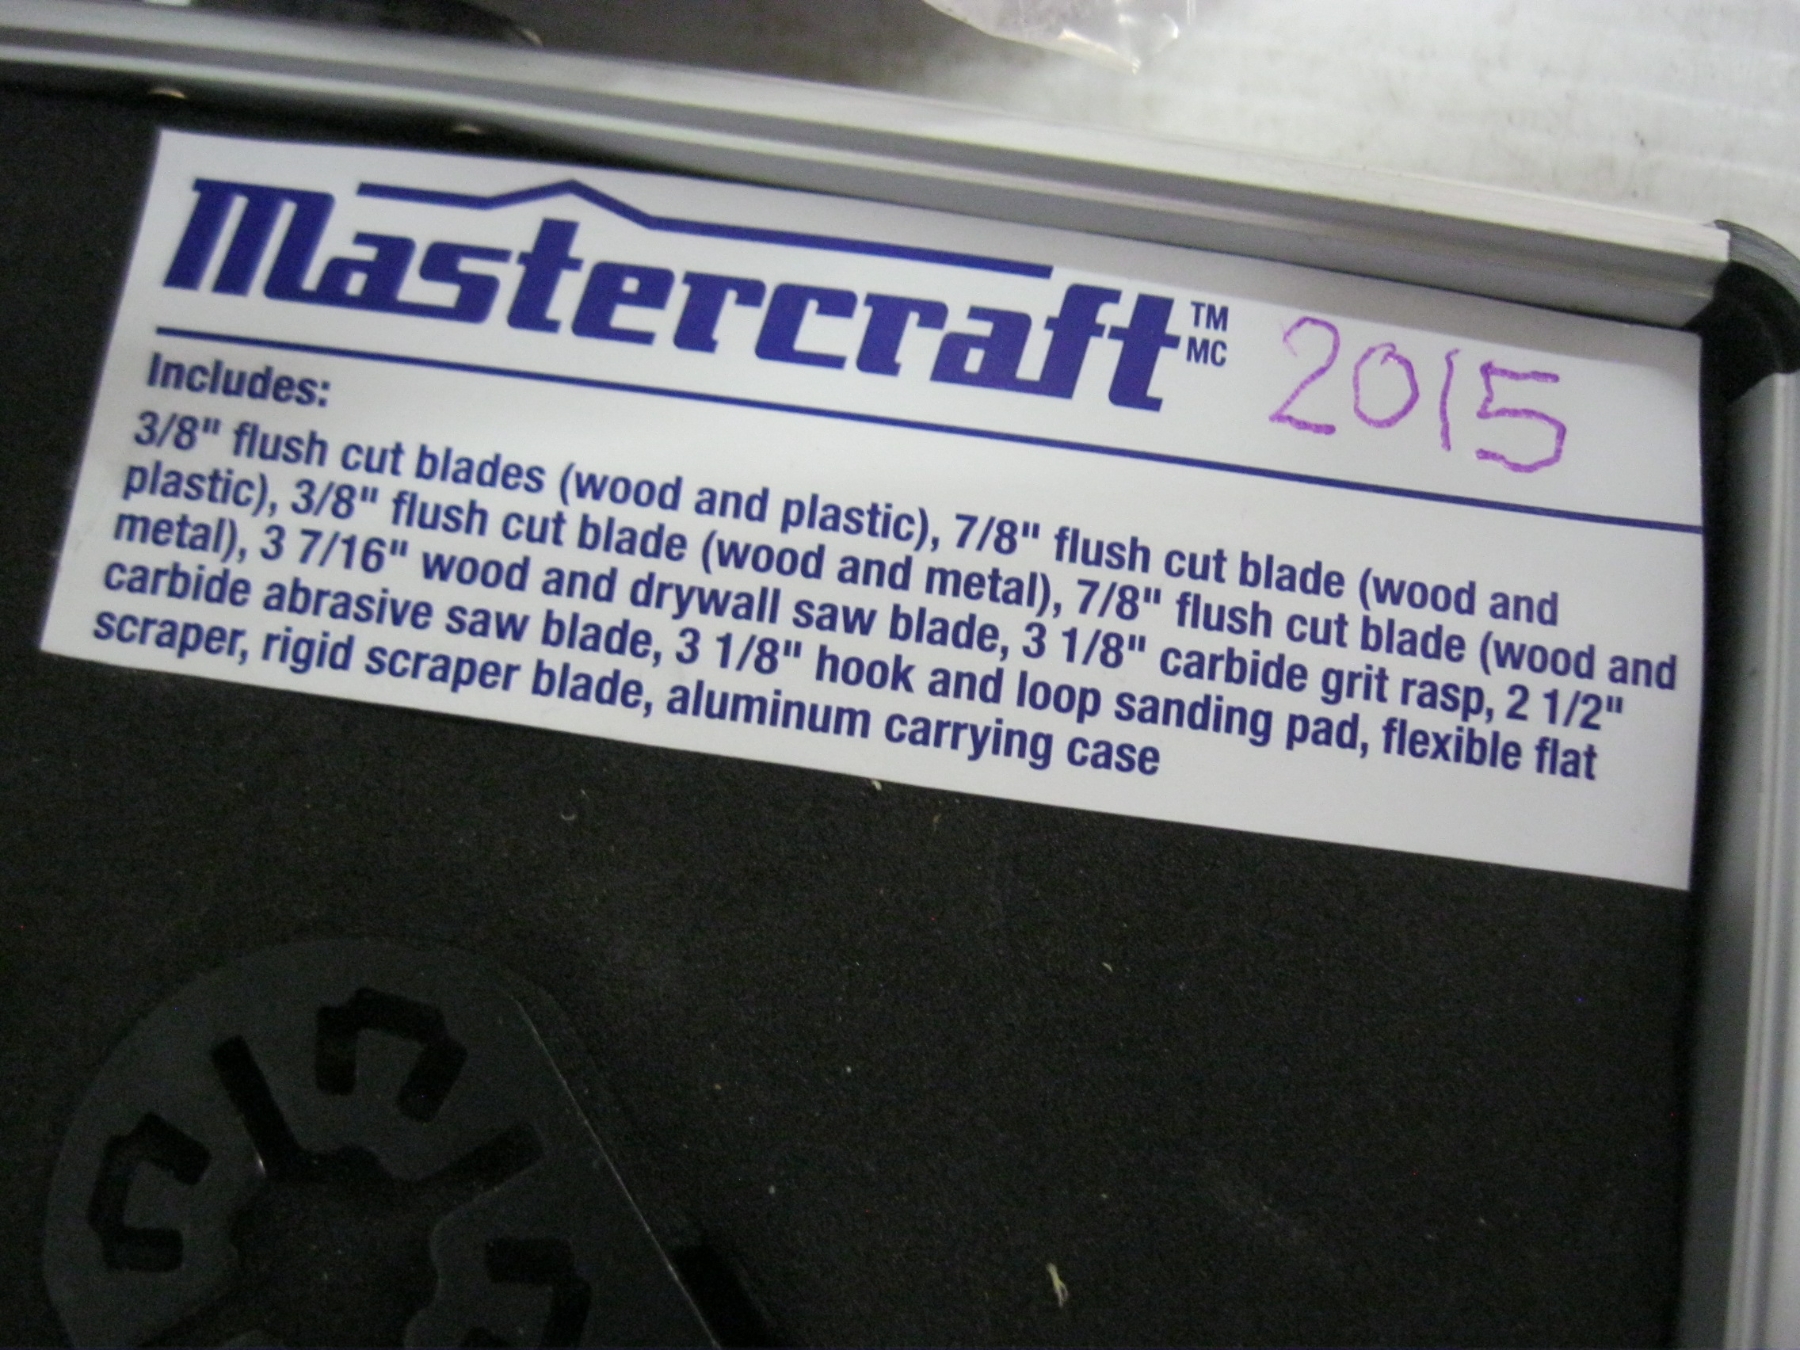 Mastercraft TM MC 2015
Includes:
3/8" flush cut blades (wood and plastic), 7/8" flush cut blade (wood and
plastic), 3/8" flush cut blade (wood and metal), 7/8" flush cut blade (wood and
metal), 3 7/16" wood and drywall saw blade, 3 1/8" carbide grit rasp, 2 1/2"
carbide abrasive saw blade, 3 1/8" hook and loop sanding pad, flexible flat
scraper, rigid scraper blade, aluminum carrying case